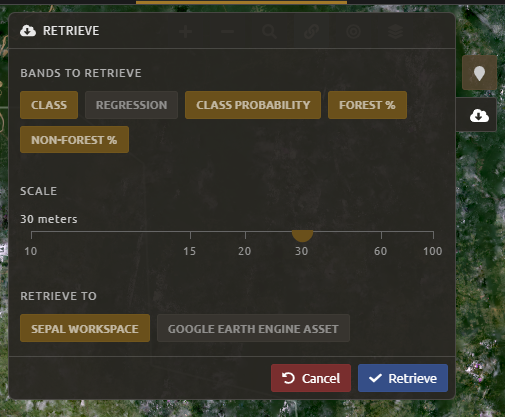 RETRIEVE
BANDS TO RETRIEVE
CLASS REGRESSION CLASS PROBABILITY FOREST %
NON-FOREST %
SCALE
30 meters
10 15 20 30 60 100
RETRIEVE TO
SEPAL WORKSPACE GOOGLE EARTH ENGINE ASSET
Cancel Retrieve